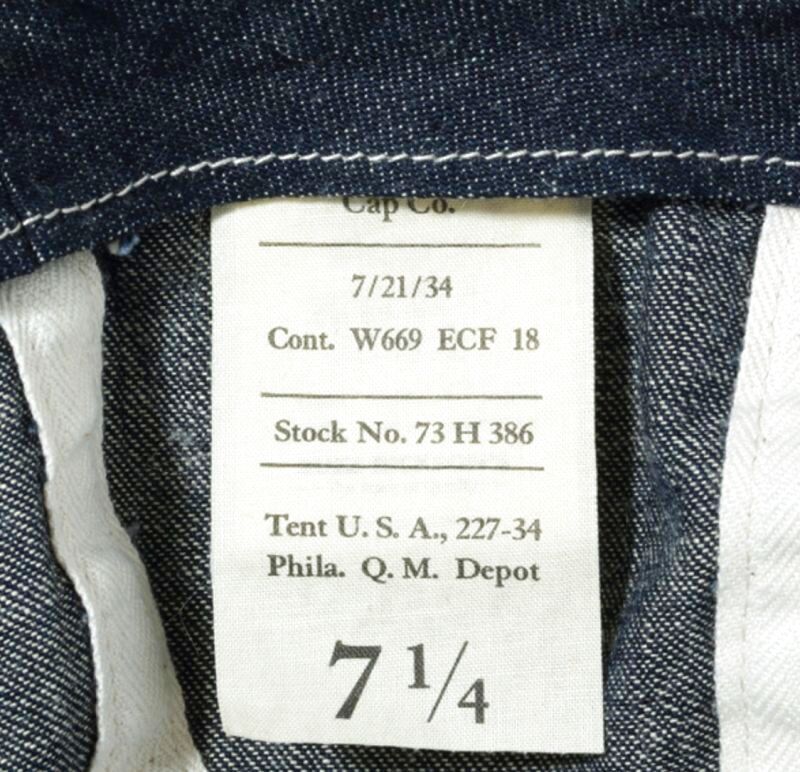 Cap Co.
7/21/34
Cont. W669 ECF 18
Stock No. 73 H 386
Tent U. S. A., 227-34
Phila. Q. M. Depot
7 1/4